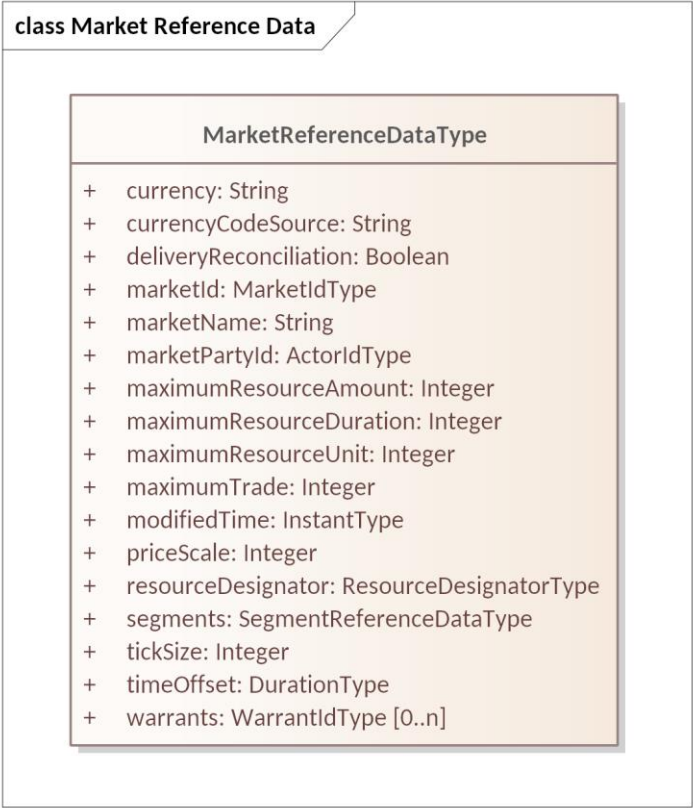 class Market Reference Data
MarketReferenceDataType
+ currency: String
+ currencyCodeSource: String
+ deliveryReconciliation: Boolean
+ marketId: MarketIdType
+ marketName: String
+ marketPartyId: ActorIdType
+ maximumResourceAmount: Integer
+ maximumResourceDuration: Integer
+ maximumResourceUnit: Integer
+ maximumTrade: Integer
+ modifiedTime: InstantType
+ priceScale: Integer
+ resourceDesignator: ResourceDesignatorType
+ segments: SegmentReferenceDataType
+ tickSize: Integer
+ timeOffset: DurationType
+ warrants: WarrantIdType [0..n]